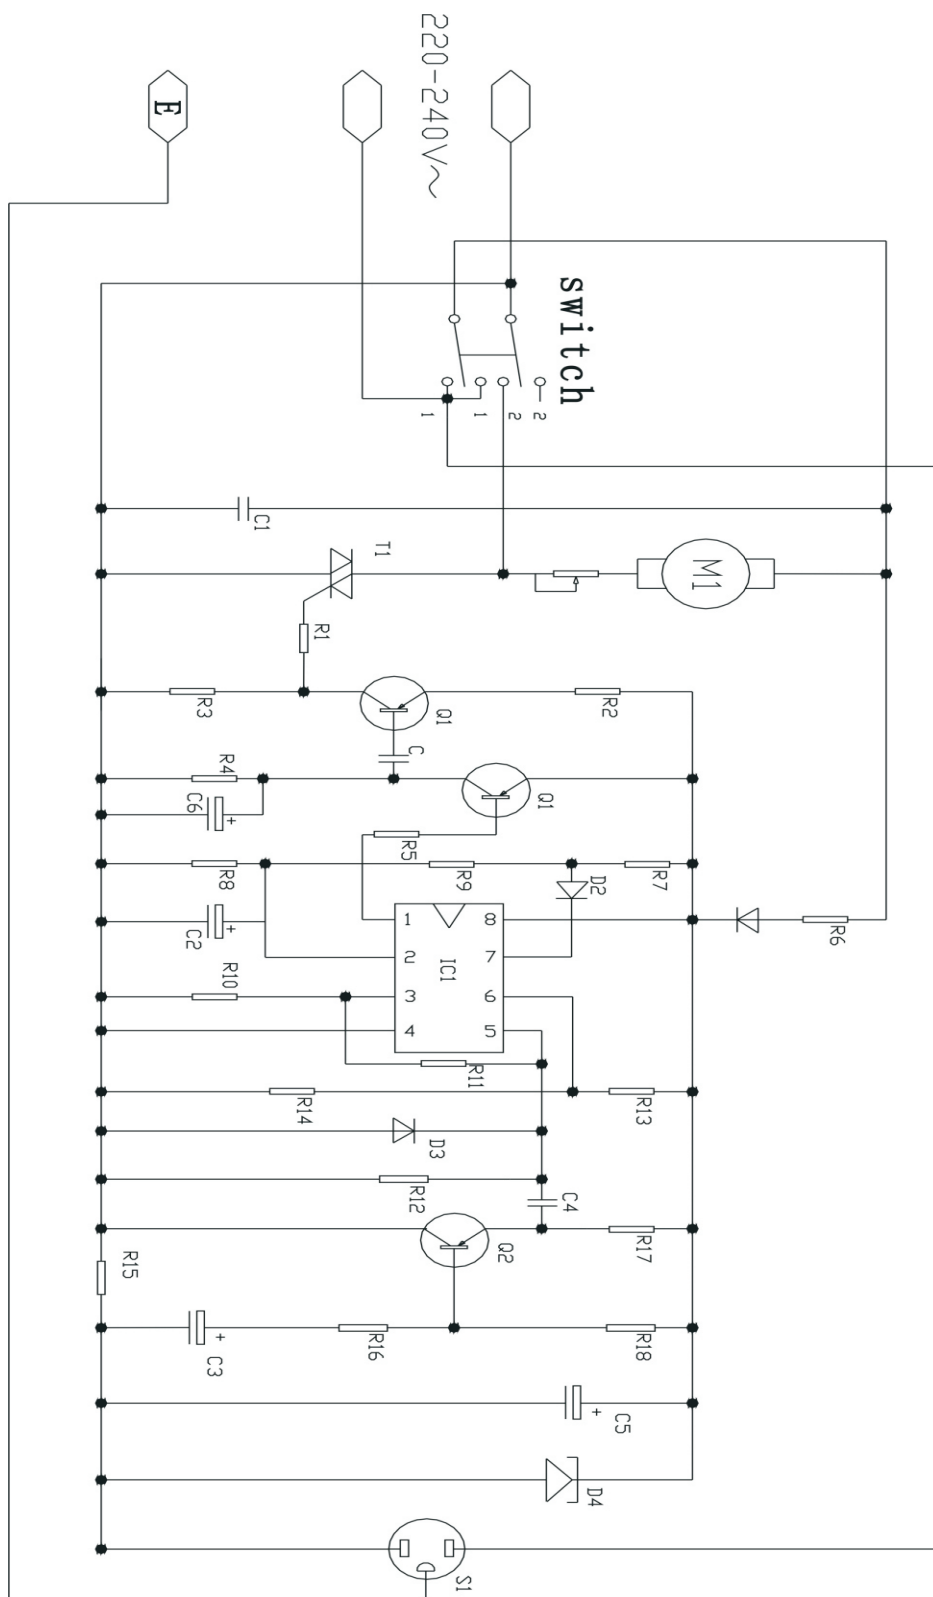 220-240V~
E
switch
1
1
2
2
C1
T1
M1
R1
R3
Q1
R2
C
R4
C6
Q1
R5
R8
R9
D2
R7
C2
R6
1
2
3
4
IC1
8
7
6
5
R10
R11
R14
R13
D3
R12
C4
Q2
R17
R15
C3
R16
R18
C5
D4
S1
+
+
+
+